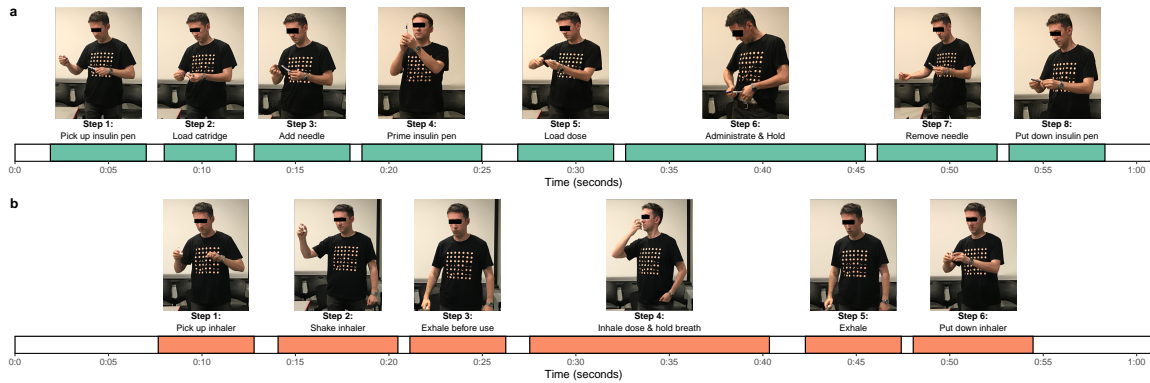 a
Step 1:
Pick up insulin pen
Step 2:
Load catridge
Step 3:
Add needle
Step 4:
Prime insulin pen
Step 5:
Load dose
Step 6:
Administrate & Hold
Step 7:
Remove needle
Step 8:
Put down insulin pen
0:0 0:05 0:10 0:15 0:20 0:25 0:30 0:35 0:40 0:45 0:50 0:55 1:00
Time (seconds)
b
Step 1:
Pick up inhaler
Step 2:
Shake inhaler
Step 3:
Exhale before use
Step 4:
Inhale dose & hold breath
Step 5:
Exhale
Step 6:
Put down inhaler
0:0 0:05 0:10 0:15 0:20 0:25 0:30 0:35 0:40 0:45 0:50 0:55 1:00
Time (seconds)